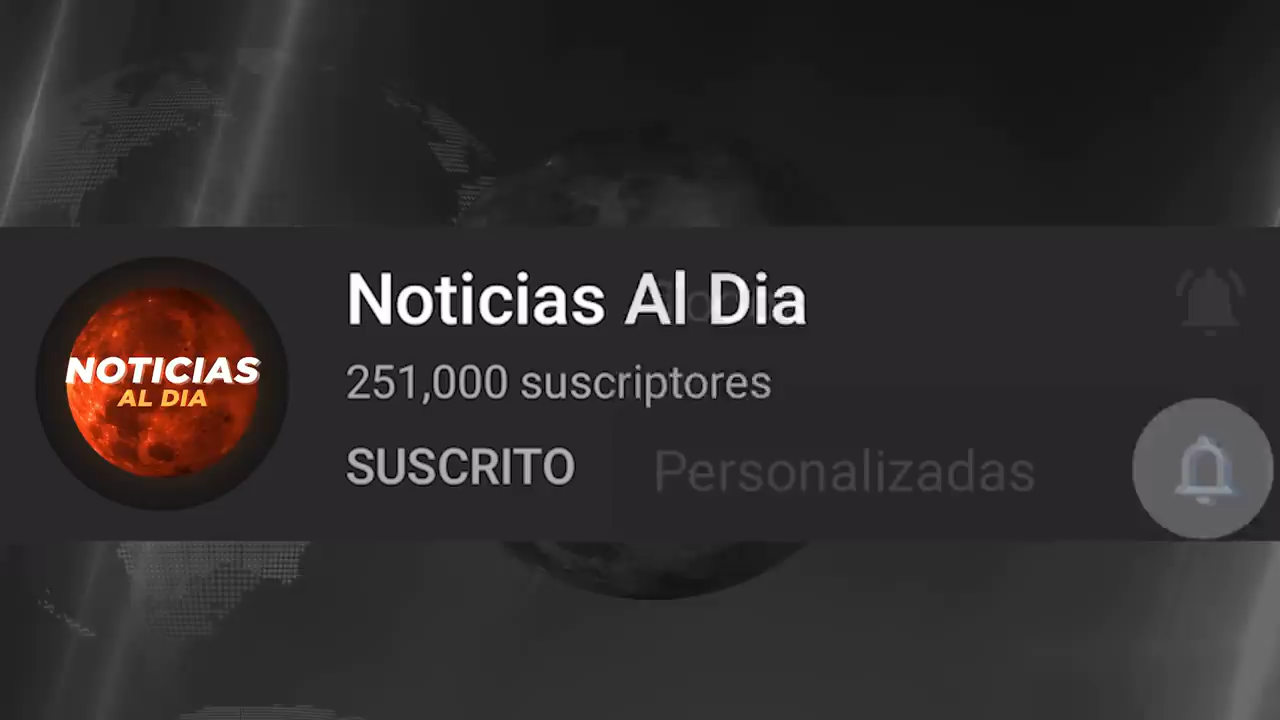 Noticias Al Dia
251,000 suscriptores
SUSCRITO
Personalizadas
NOTICIAS
AL DIA